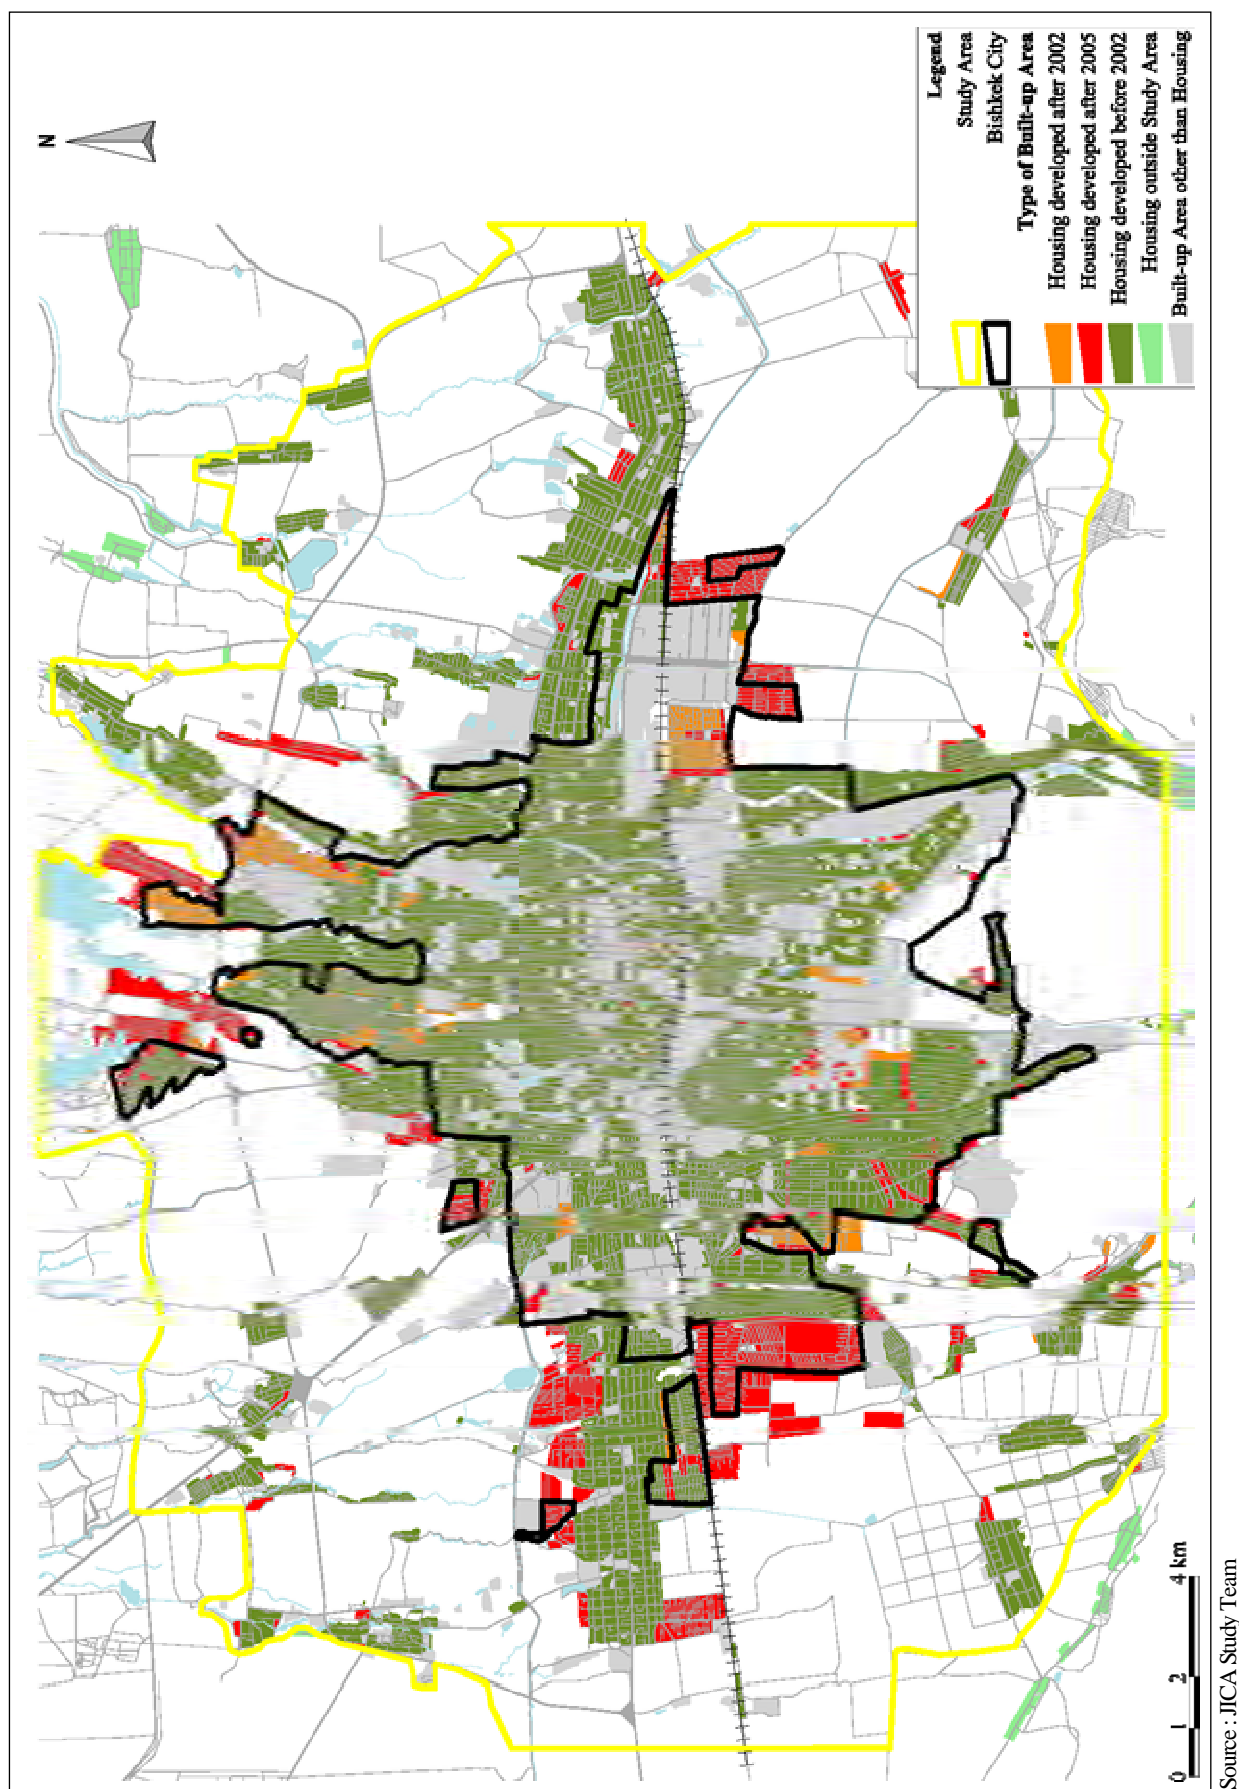 N
Legend
Study Area
Bishkek City
Type of Built-up Area
Housing developed after 2002
Housing developed after 2005
Housing developed before 2002
Housing outside Study Area
Built-up Area other than Housing
0 1 2 4 km
Source : JICA Study Team